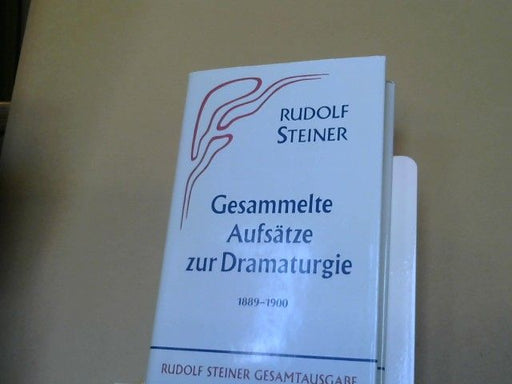 RUDOLF
STEINER
Gesammelte
Aufsätze
zur Dramaturgie
1889-1900
RUDOLF STEINER GESAMTAUSGABE